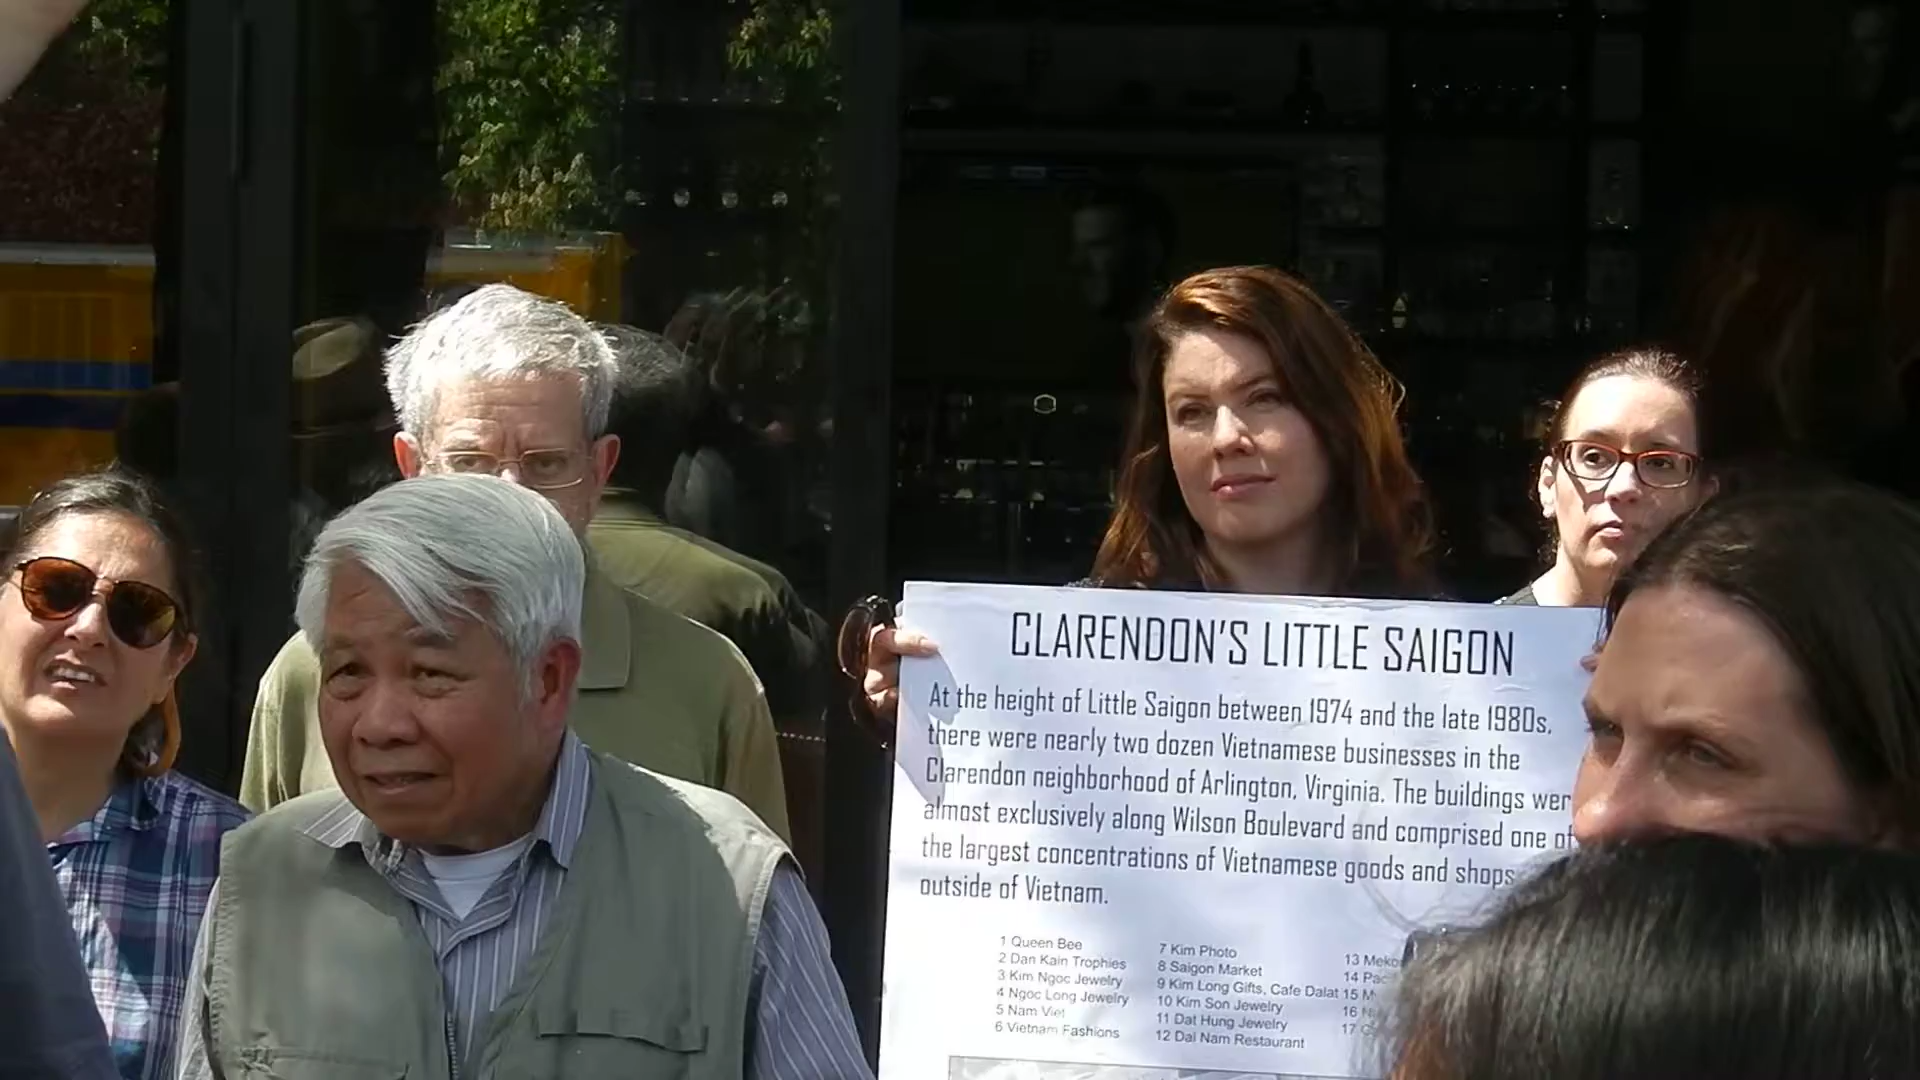 CLARENDON'S LITTLE SAIGON
At the height of Little Saigon between 1974 and the late 1980s,
there were nearly two dozen Vietnamese businesses in the
Clarendon neighborhood of Arlington, Virginia. The buildings
almost exclusively along Wilson Boulevard and comprised one
the largest concentrations of Vietnamese goods and shops
outside of Vietnam.
1 Queen Bee
2 Dan Kain Trophies
3 Kim Ngoc Jewelry
4 Ngoc Long Jewelry
5 Nam Viet
6 Vietnam Fashions
7 Kim Photo
8 Saigon Market
9 Kim Long Gifts, Cafe Dalat
10 Kim Son Jewelry
11 Dat Hung Jewelry
12 Dai Nam Restaurant
13
14
15
16
17